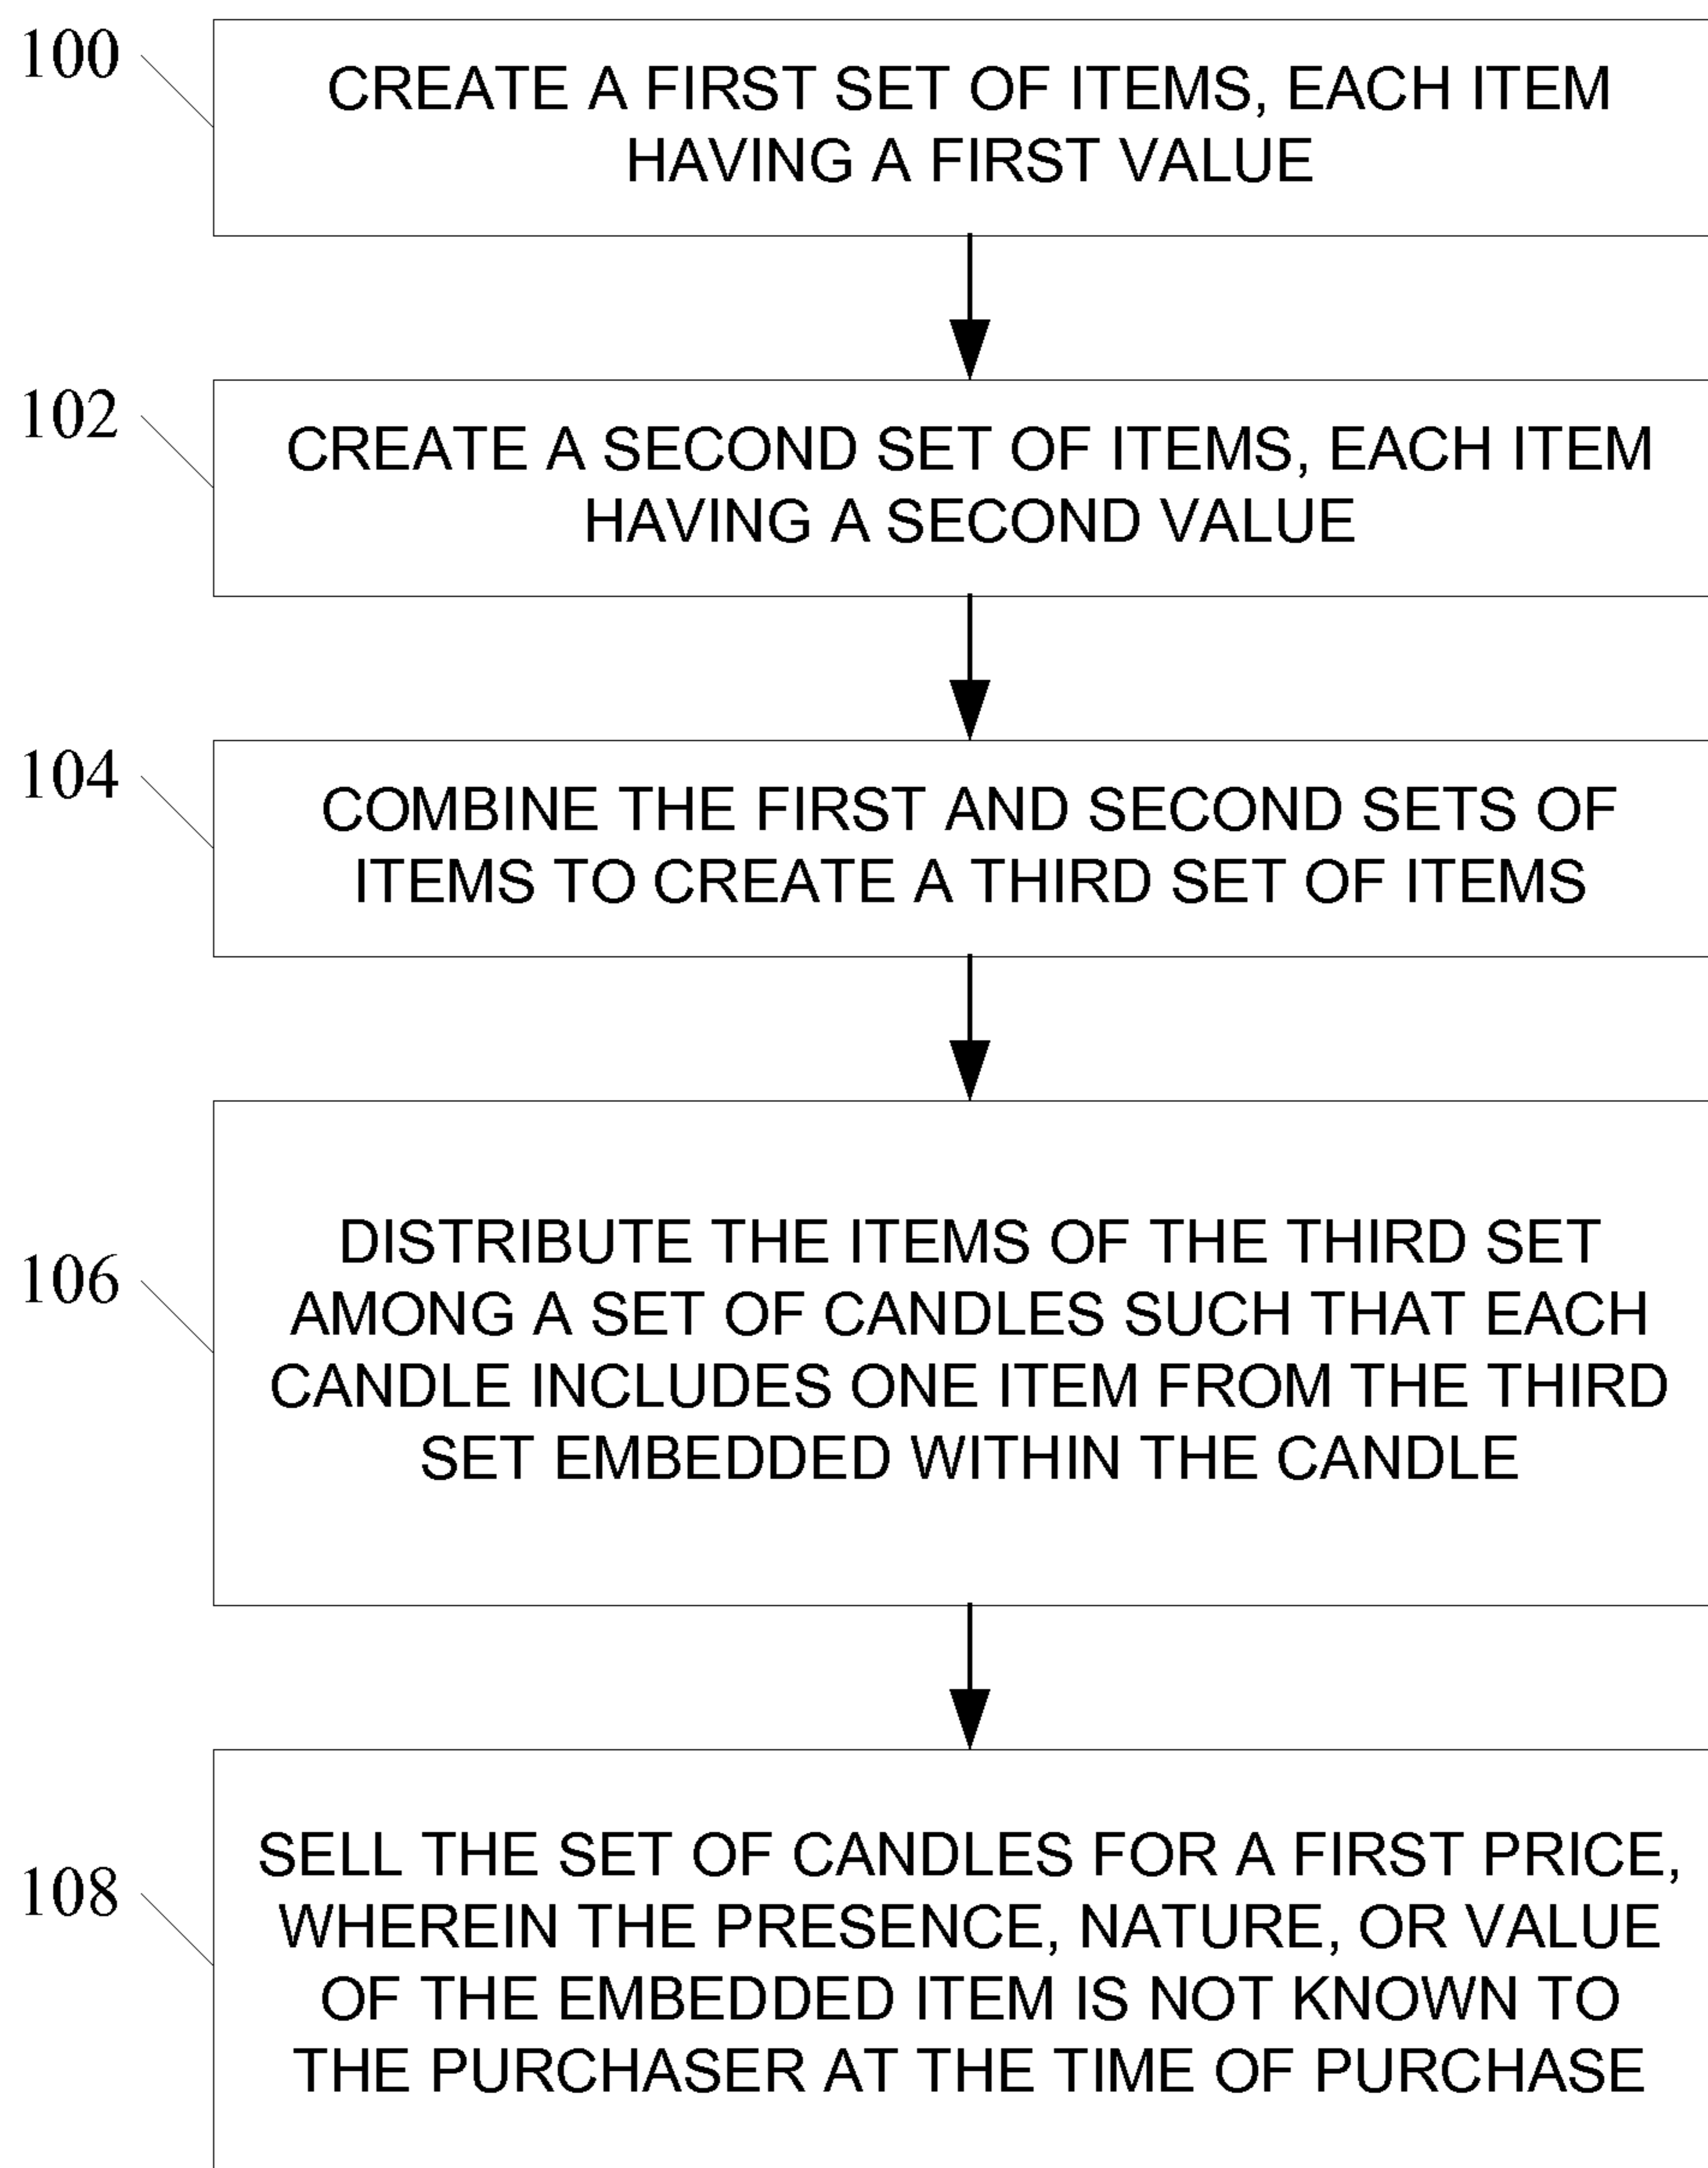 100
CREATE A FIRST SET OF ITEMS, EACH ITEM
HAVING A FIRST VALUE
102
CREATE A SECOND SET OF ITEMS, EACH ITEM
HAVING A SECOND VALUE
104
COMBINE THE FIRST AND SECOND SETS OF
ITEMS TO CREATE A THIRD SET OF ITEMS
106
DISTRIBUTE THE ITEMS OF THE THIRD SET
AMONG A SET OF CANDLES SUCH THAT EACH
CANDLE INCLUDES ONE ITEM FROM THE THIRD
SET EMBEDDED WITHIN THE CANDLE
108
SELL THE SET OF CANDLES FOR A FIRST PRICE,
WHEREIN THE PRESENCE, NATURE, OR VALUE
OF THE EMBEDDED ITEM IS NOT KNOWN TO
THE PURCHASER AT THE TIME OF PURCHASE